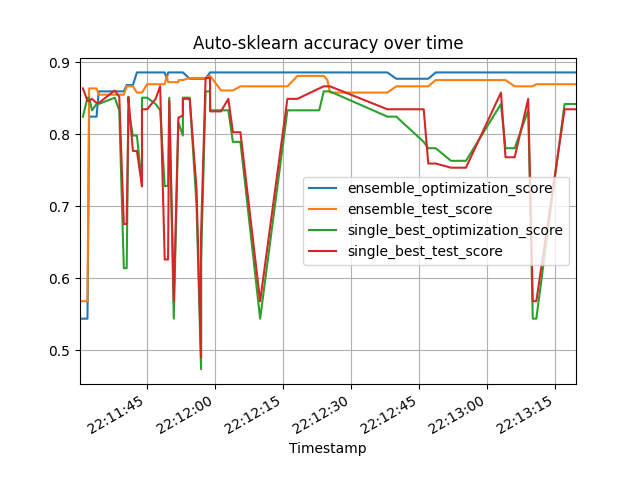 Auto-sklearn accuracy over time
0.9
0.8
0.7
0.6
0.5
ensemble_optimization_score
ensemble_test_score
single_best_optimization_score
single_best_test_score
22:11:45
22:12:00
22:12:15
22:12:30
22:12:45
22:13:00
22:13:15
Timestamp